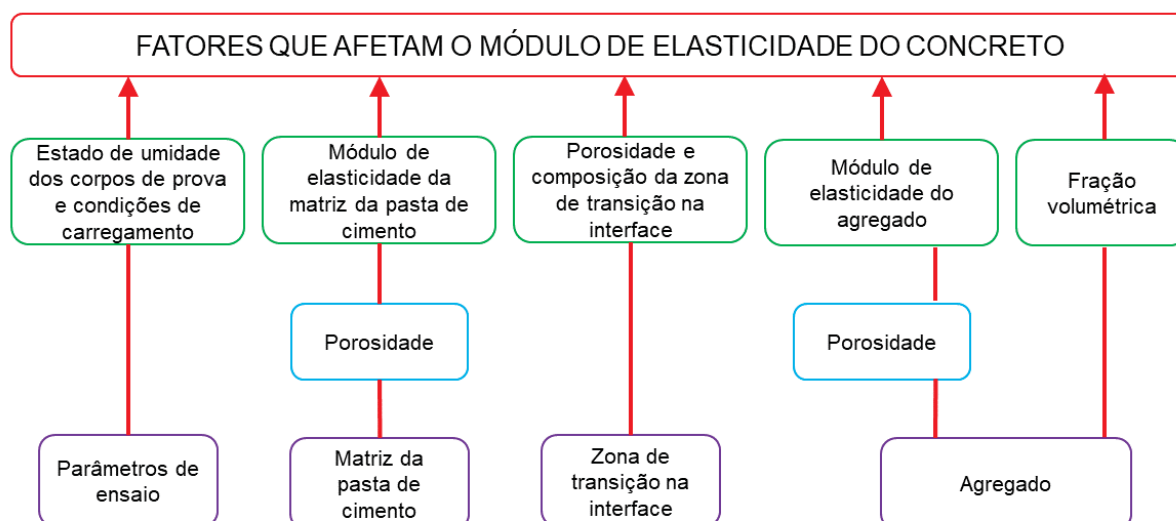 FATORES QUE AFETAM O MÓDULO DE ELASTICIDADE DO CONCRETO
Estado de umidade
dos corpos de prova
e condições de
carregamento
Módulo de
elasticidade da
matriz da pasta de
cimento
Porosidade e
composição da zona
de transição na
interface
Módulo de
elasticidade do
agregado
Fração
volumétrica
Porosidade
Porosidade
Parâmetros de
ensaio
Matriz da
pasta de
cimento
Zona de
transição na
interface
Agregado